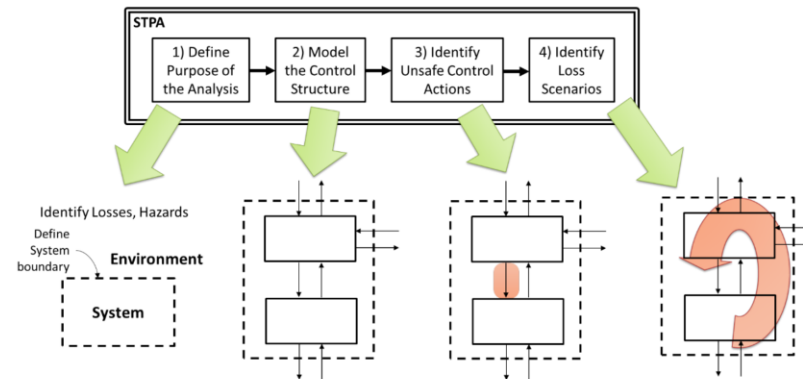 STPA
1) Define
Purpose of
the Analysis
2) Model
the Control
Structure
3) Identify
Unsafe Control
Actions
4) Identify
Loss
Scenarios
Identify Losses, Hazards
Define
System
boundary
Environment
System